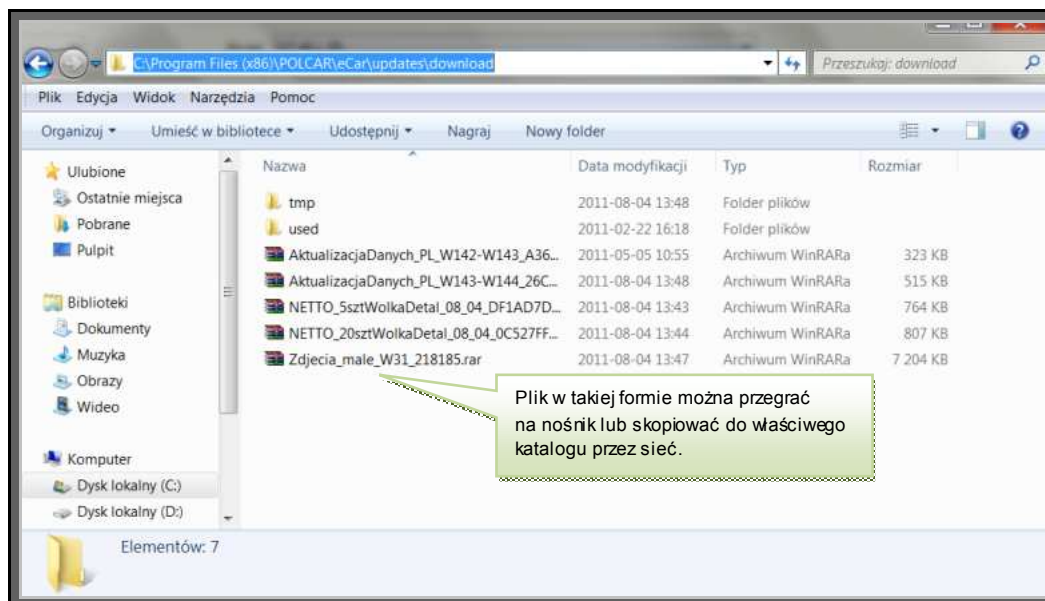 C:\Program Files (x86)\POLCAR\eCar\updates\download
Przeszukaj: download
Plik Edycja Widok Narzędzia Pomoc
Organizuj Umieść w bibliotece Udostępnij Nagraj Nowy folder
Nazwa Data modyfikacji Typ Rozmiar
Ulubione
Ostatnie miejsca
Pobrane
Pulpit
Biblioteki
Dokumenty
Muzyka
Obrazy
Wideo
Komputer
Dysk lokalny (C:)
Dysk lokalny (D:)
tmp 2011-08-04 13:48 Folder plików
used 2011-02-22 16:18 Folder plików
AktualizacjaDanych_PL_W142-W143_A36... 2011-05-05 10:55 Archiwum WinRARa 323 KB
AktualizacjaDanych_PL_W143-W144_26C... 2011-08-04 13:48 Archiwum WinRARa 515 KB
NETTO_5sztWolkaDetal_08_04_DF1AD7D... 2011-08-04 13:43 Archiwum WinRARa 764 KB
NETTO_20sztWolkaDetal_08_04_0C527FF... 2011-08-04 13:44 Archiwum WinRARa 807 KB
Zdjecia_male_W31_218185.rar 2011-08-04 13:47 Archiwum WinRARa 7 204 KB
Plik w takiej formie można przegrać
na nośnik lub skopiować do właściwego
katalogu przez sieć.
Elementów: 7